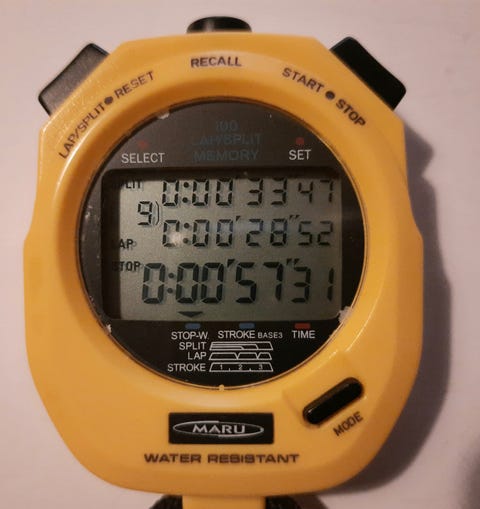 RECALL
LAP/SPLIT • RESET
START • STOP
100
LAP/SPLIT
MEMORY
SELECT
SET
0:00'33 47
9
LAP 0:00'28"52
STOP 0:00'57"31
STOP-W. STROKE BASE3 TIME
SPLIT
LAP
STROKE 1, 2, 3
MODE
MARU
WATER RESISTANT